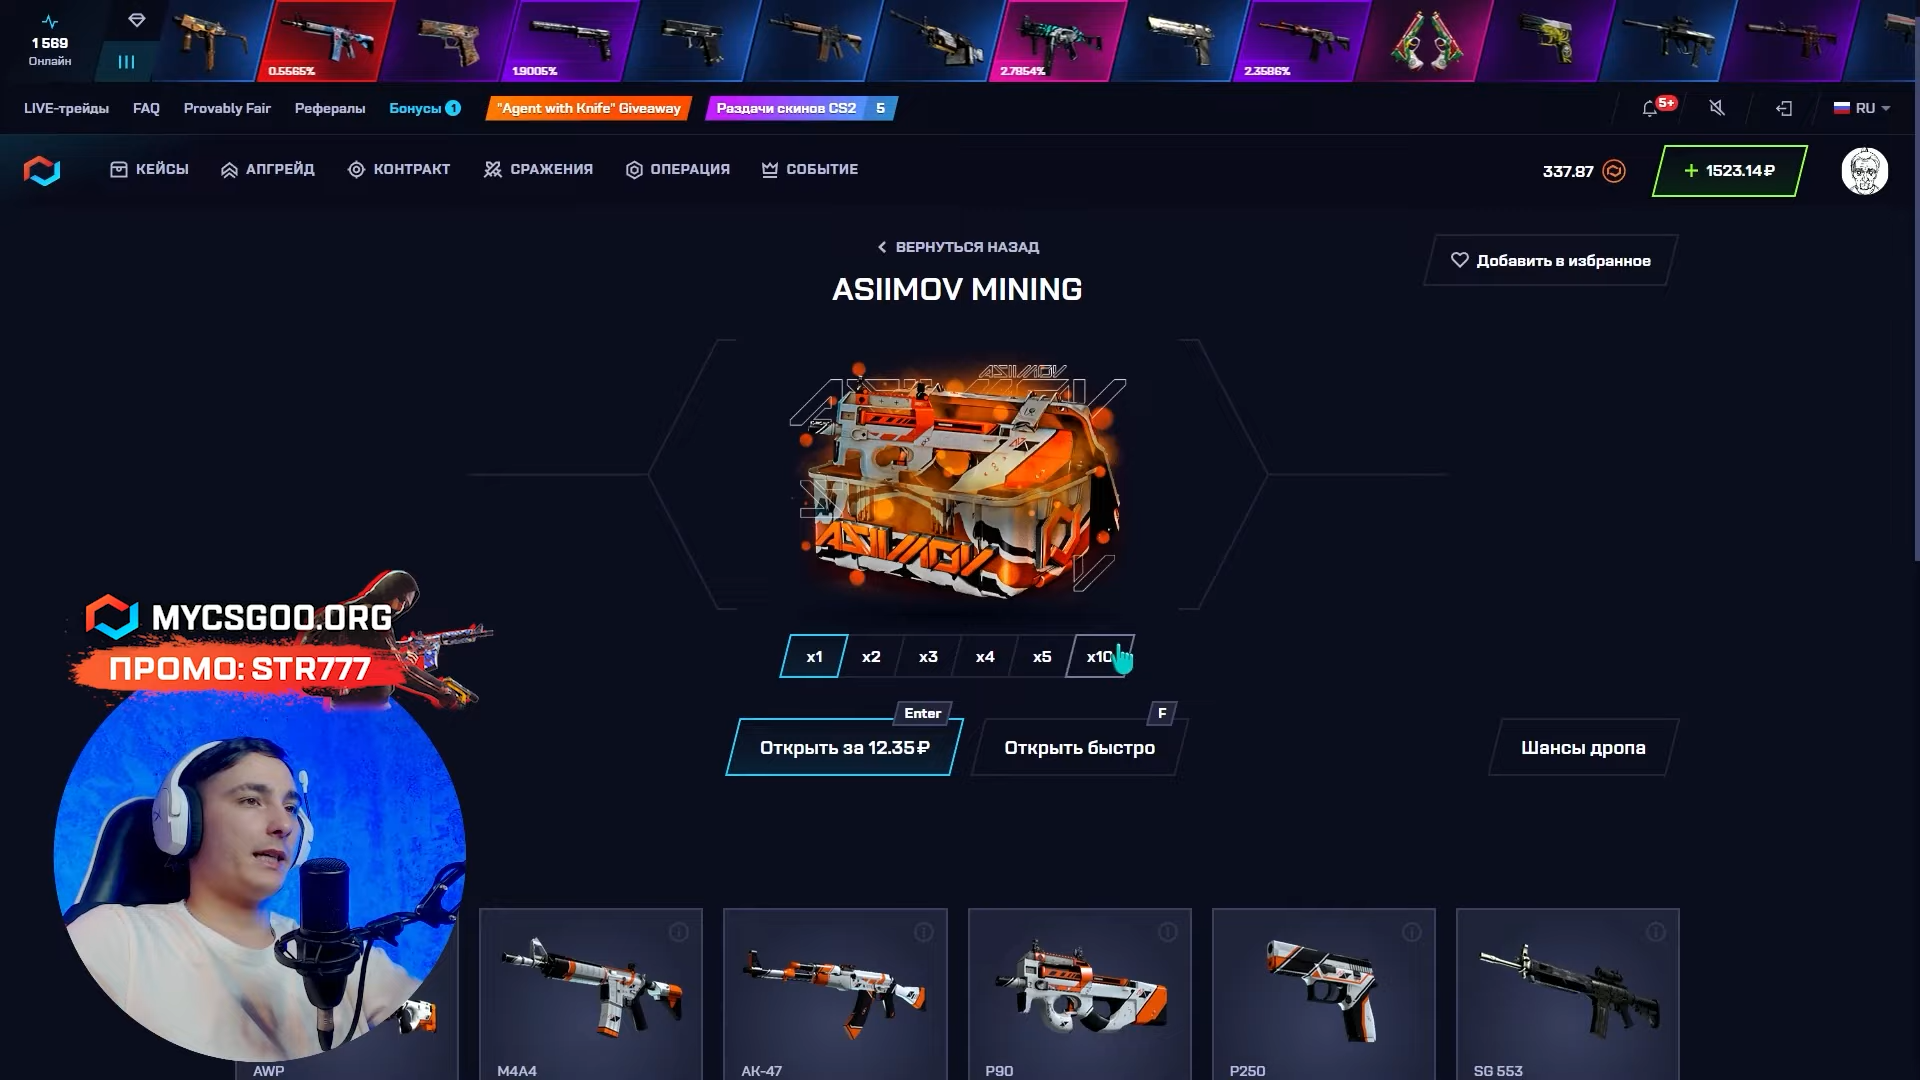 1 569
Онлайн
0.5565%
1.9005%
2.7854%
2.3586%
LIVE-трейды
FAQ
Provably Fair
Рефералы
Бонусы 1
"Agent with Knife" Giveaway
Раздачи скинов CS2 5
5+
RU
КЕЙСЫ
АПГРЕЙД
КОНТРАКТ
СРАЖЕНИЯ
ОПЕРАЦИЯ
СОБЫТИЕ
337.87
+ 1523.14₽
ВЕРНУТЬСЯ НАЗАД
Добавить в избранное
ASIIMOV MINING
ASIIMOV
ASIIMOV
MYCSGOO.ORG
ПРОМО: STR777
x1
x2
x3
x4
x5
x10
Enter
F
Открыть за 12.35₽
Открыть быстро
Шансы дропа
AWP
M4A4
AK-47
P90
P250
SG 553